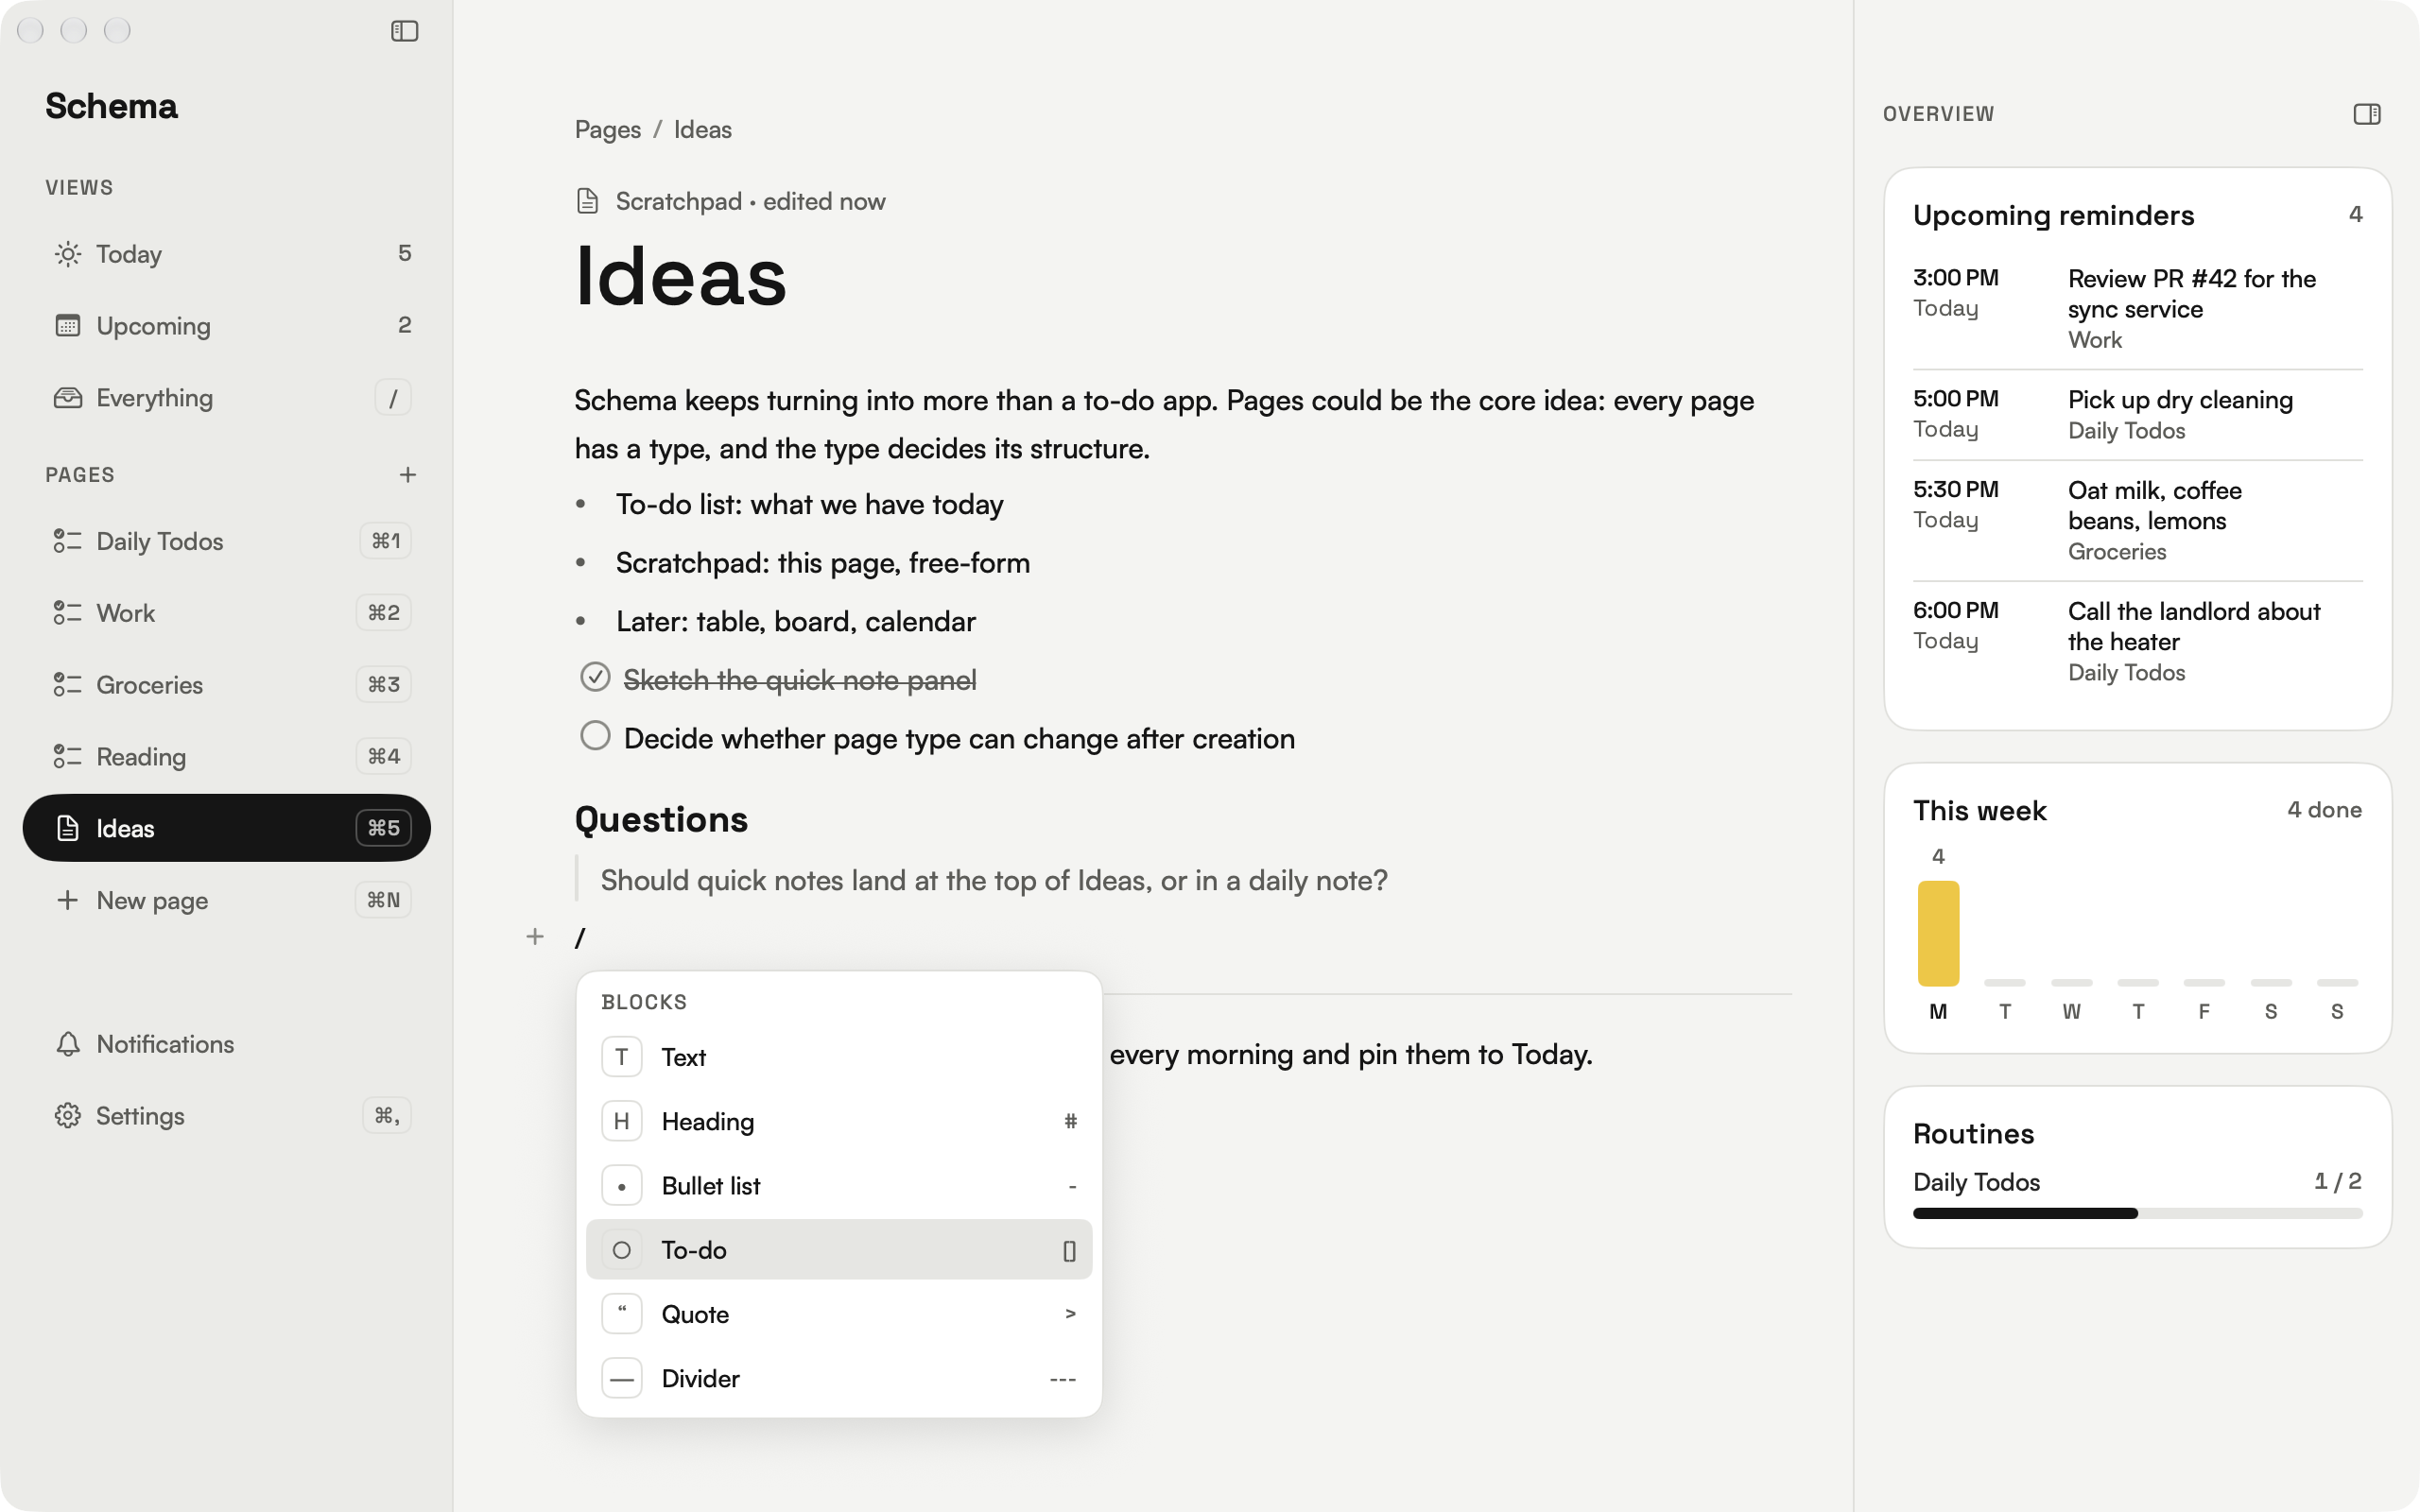 Schema
VIEWS
Today 5
Upcoming 2
Everything /
PAGES +
Daily Todos ⌘1
Work ⌘2
Groceries ⌘3
Reading ⌘4
Ideas ⌘5
+ New page ⌘N
Notifications
Settings ⌘,
Pages / Ideas
Scratchpad · edited now
Ideas
Schema keeps turning into more than a to-do app. Pages could be the core idea: every page
has a type, and the type decides its structure.
• To-do list: what we have today
• Scratchpad: this page, free-form
• Later: table, board, calendar
Sketch the quick note panel
Decide whether page type can change after creation
Questions
Should quick notes land at the top of Ideas, or in a daily note?
+ /
BLOCKS
T Text
H Heading #
• Bullet list -
To-do []
“ Quote >
— Divider ---
every morning and pin them to Today.
OVERVIEW
Upcoming reminders 4
3:00 PM Review PR #42 for the
Today sync service
Work
5:00 PM Pick up dry cleaning
Today Daily Todos
5:30 PM Oat milk, coffee
Today beans, lemons
Groceries
6:00 PM Call the landlord about
Today the heater
Daily Todos
This week 4 done
4
M T W T F S S
Routines
Daily Todos 1 / 2